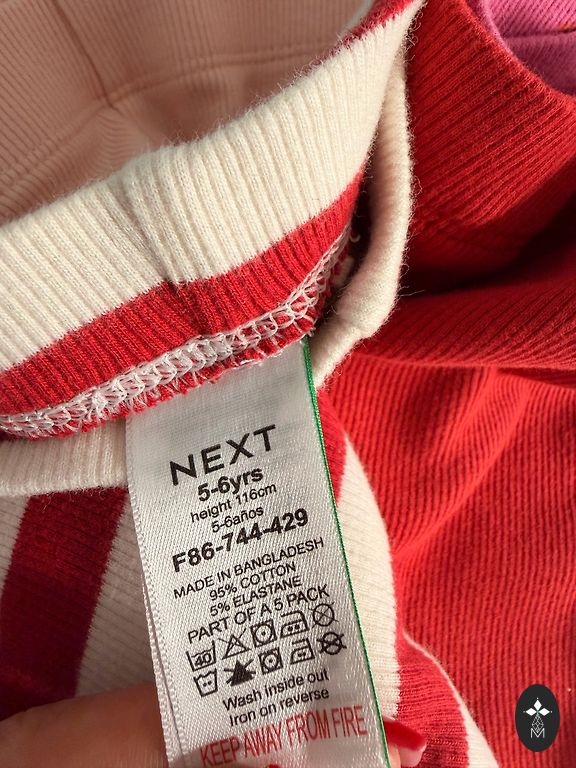 NEXT
5-6yrs
height 116cm
5-6años
F86-744-429
MADE IN BANGLADESH
95% COTTON
5% ELASTANE
PART OF A 5 PACK
40
Wash inside out
Iron on reverse
KEEP AWAY FROM FIRE
M